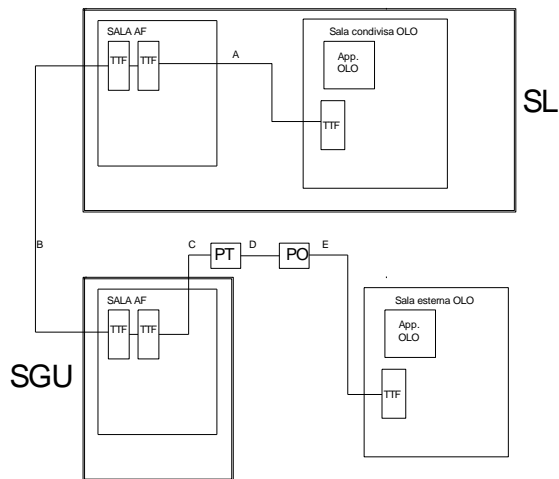 SALA AF
Sala condivisa OLO
TTF
TTF
A
App.
OLO
TTF
SL
B
C
PT
D
PO
E
SALA AF
TTF
TTF
SGU
Sala esterna OLO
App.
OLO
TTF